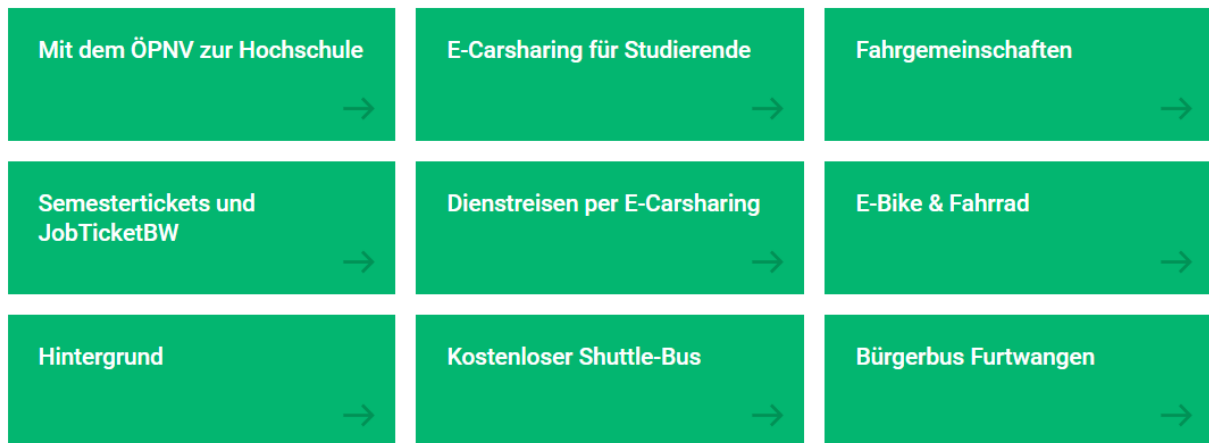 Mit dem ÖPNV zur Hochschule
E-Carsharing für Studierende
Fahrgemeinschaften
Semestertickets und
JobTicketBW
Dienstreisen per E-Carsharing
E-Bike & Fahrrad
Hintergrund
Kostenloser Shuttle-Bus
Bürgerbus Furtwangen